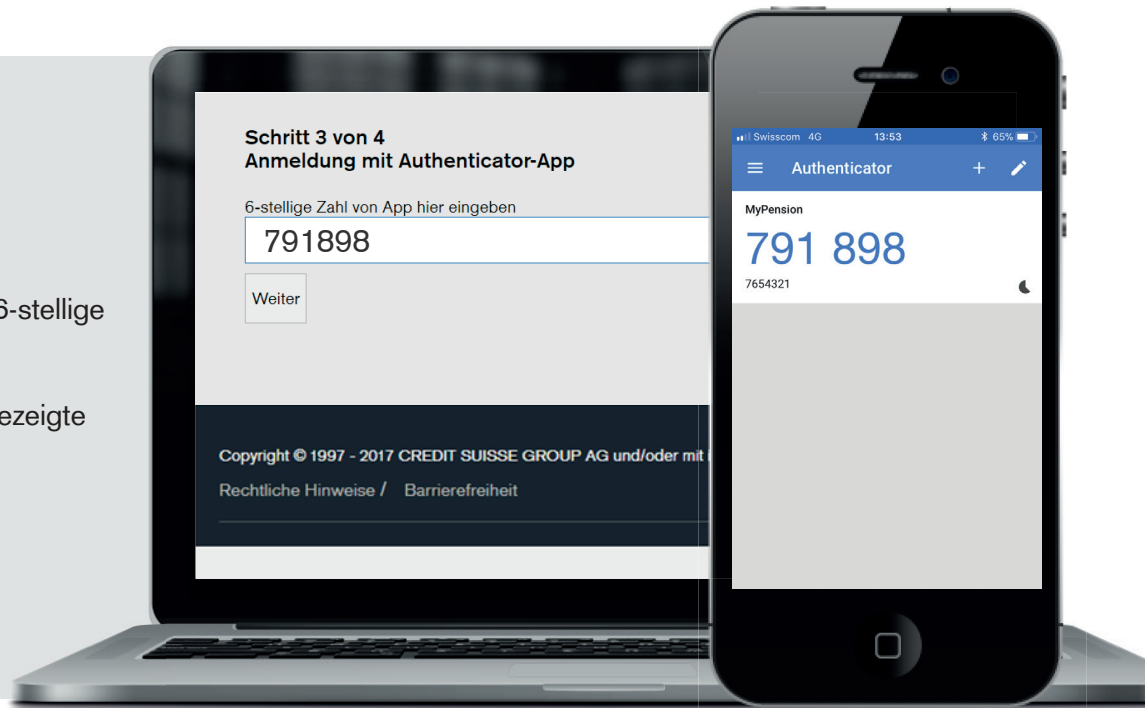 6-stellige
ezeigte
Schritt 3 von 4
Anmeldung mit Authenticator-App
6-stellige Zahl von App hier eingeben
791898
Weiter
Copyright © 1997 - 2017 CREDIT SUISSE GROUP AG und/oder mit
Rechtliche Hinweise / Barrierefreiheit
Swisscom 4G 13:53 65%
Authenticator
MyPension
791 898
7654321